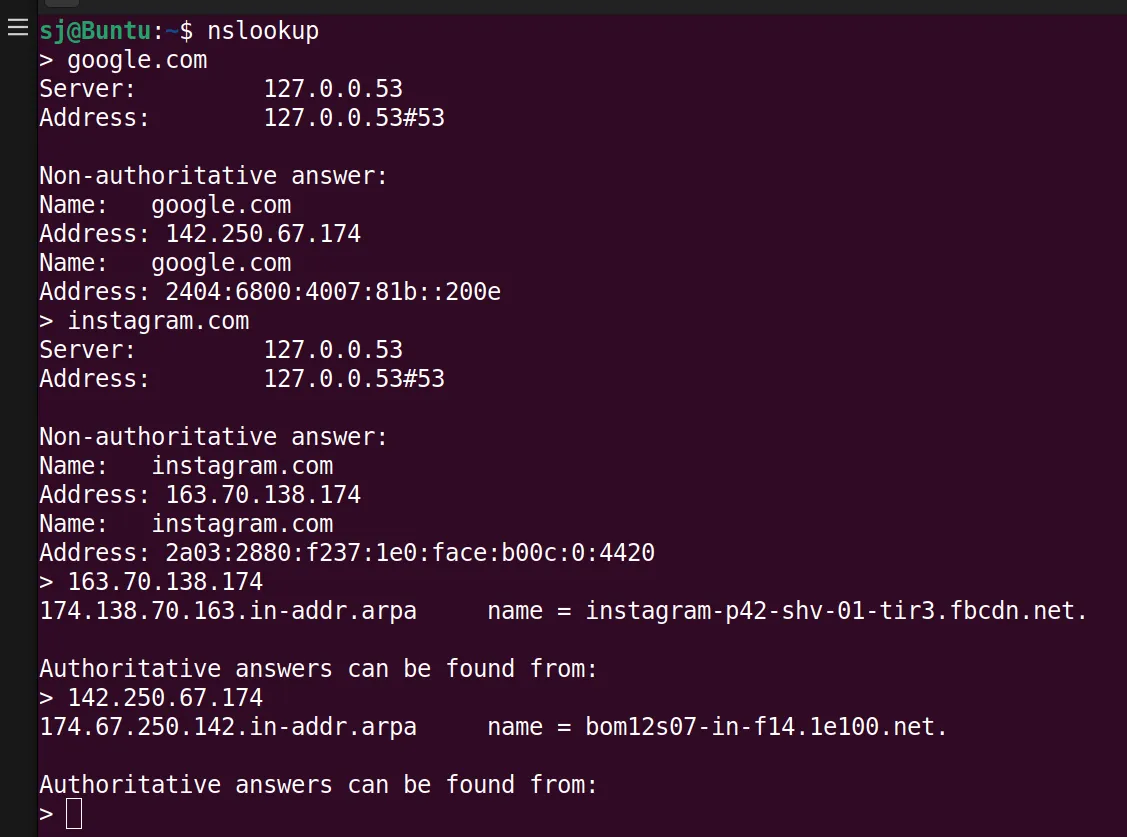 sj@Buntu:~$ nslookup
> google.com
Server:         127.0.0.53
Address:        127.0.0.53#53

Non-authoritative answer:
Name:   google.com
Address: 142.250.67.174
Name:   google.com
Address: 2404:6800:4007:81b::200e
> instagram.com
Server:         127.0.0.53
Address:        127.0.0.53#53

Non-authoritative answer:
Name:   instagram.com
Address: 163.70.138.174
Name:   instagram.com
Address: 2a03:2880:f237:1e0:face:b00c:0:4420
> 163.70.138.174
174.138.70.163.in-addr.arpa     name = instagram-p42-shv-01-tir3.fbcdn.net.

Authoritative answers can be found from:
> 142.250.67.174
174.67.250.142.in-addr.arpa     name = bom12s07-in-f14.1e100.net.

Authoritative answers can be found from:
>